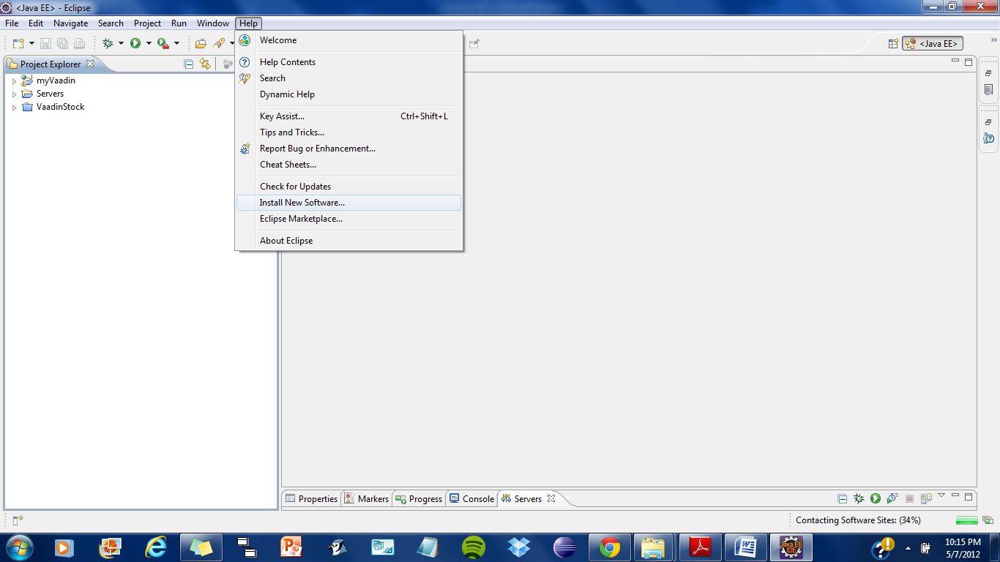 <Java EE> - Eclipse
File Edit Navigate Search Project Run Window Help
<Java EE>
Project Explorer
myVaadin
Servers
VaadinStock
Welcome
Help Contents
Search
Dynamic Help
Key Assist... Ctrl+Shift+L
Tips and Tricks...
Report Bug or Enhancement...
Cheat Sheets...
Check for Updates
Install New Software...
Eclipse Marketplace...
About Eclipse
Properties Markers Progress Console Servers
Contacting Software Sites: (34%)
Java EE
IDE
10:15 PM
5/7/2012